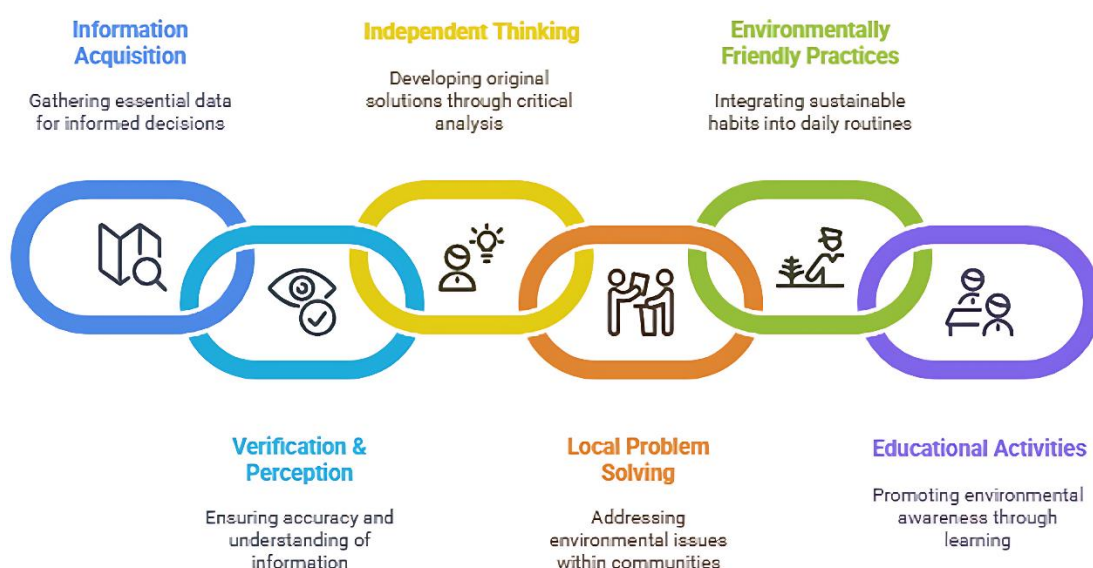 Information
Acquisition
Gathering essential data
for informed decisions
Independent Thinking
Developing original
solutions through critical
analysis
Environmentally
Friendly Practices
Integrating sustainable
habits into daily routines
Verification &
Perception
Ensuring accuracy and
understanding of
information
Local Problem
Solving
Addressing
environmental issues
within communities
Educational Activities
Promoting environmental
awareness through
learning